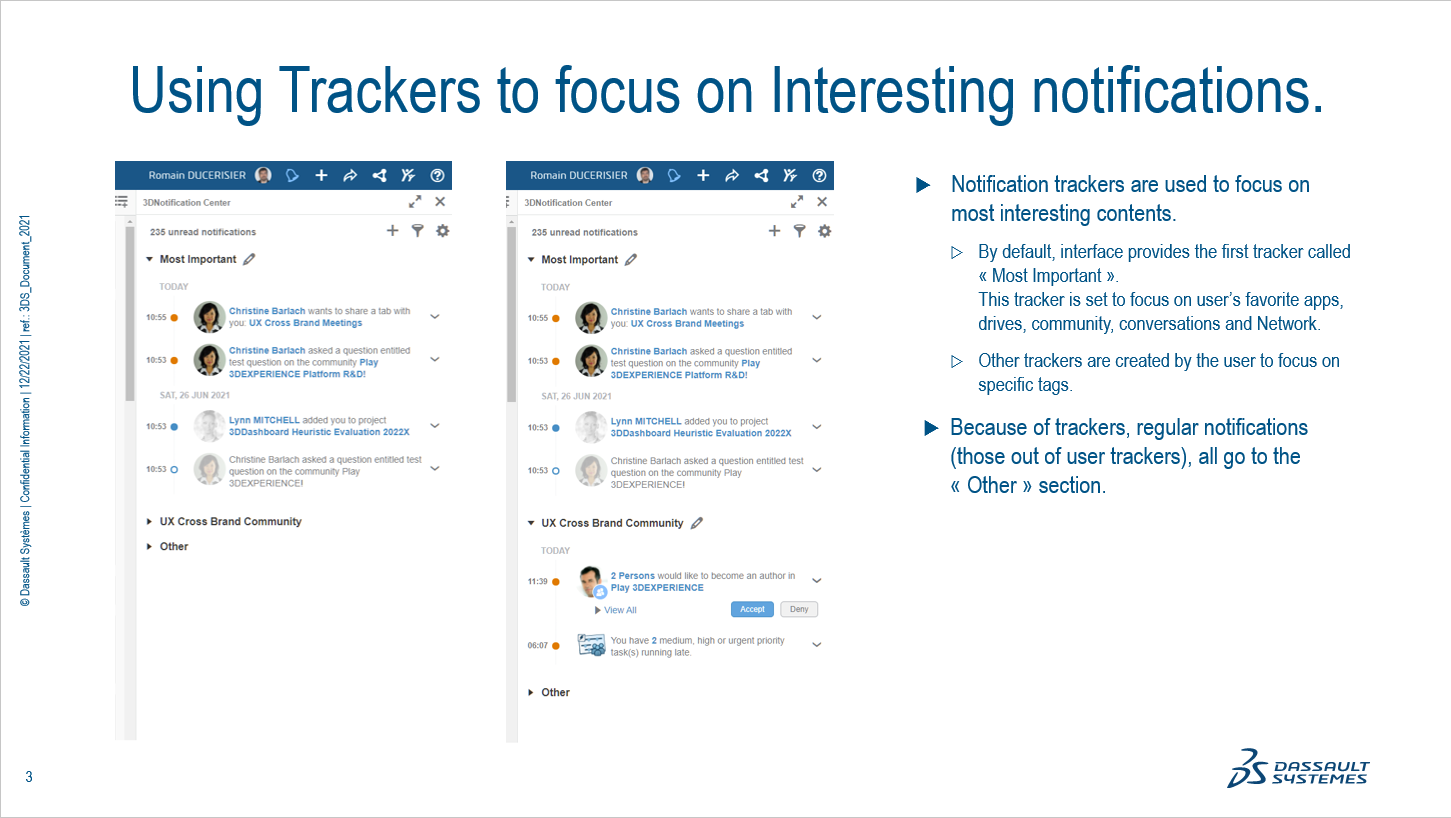 Using Trackers to focus on Interesting notifications.
Romain DUCERISIER
3DNotification Center
235 unread notifications
Most Important
TODAY
10:55
Christine Barlach wants to share a tab with
you: UX Cross Brand Meetings
10:53
Christine Barlach asked a question entitled
test question on the community Play
3DEXPERIENCE Platform R&D!
SAT, 26 JUN 2021
10:53
Lynn MITCHELL added you to project
3DDashboard Heuristic Evaluation 2022X
10:53
Christine Barlach asked a question entitled test
question on the community Play
3DEXPERIENCE!
UX Cross Brand Community
Other
Romain DUCERISIER
3DNotification Center
235 unread notifications
Most Important
TODAY
10:55
Christine Barlach wants to share a tab with
you: UX Cross Brand Meetings
10:53
Christine Barlach asked a question entitled
test question on the community Play
3DEXPERIENCE Platform R&D!
SAT, 26 JUN 2021
10:53
Lynn MITCHELL added you to project
3DDashboard Heuristic Evaluation 2022X
10:53
Christine Barlach asked a question entitled test
question on the community Play
3DEXPERIENCE!
UX Cross Brand Community
TODAY
11:39
2 Persons would like to become an author in
Play 3DEXPERIENCE
View All
Accept
Deny
06:07
You have 2 medium, high or urgent priority
task(s) running late.
Other
Notification trackers are used to focus on
most interesting contents.
By default, interface provides the first tracker called
« Most Important ».
This tracker is set to focus on user's favorite apps,
drives, community, conversations and Network.
Other trackers are created by the user to focus on
specific tags.
Because of trackers, regular notifications
(those out of user trackers), all go to the
« Other » section.
© Dassault Systèmes | Confidential Information | 12/22/2021 | ref.: 3DS_Document_2021
3
DASSAULT
SYSTEMES